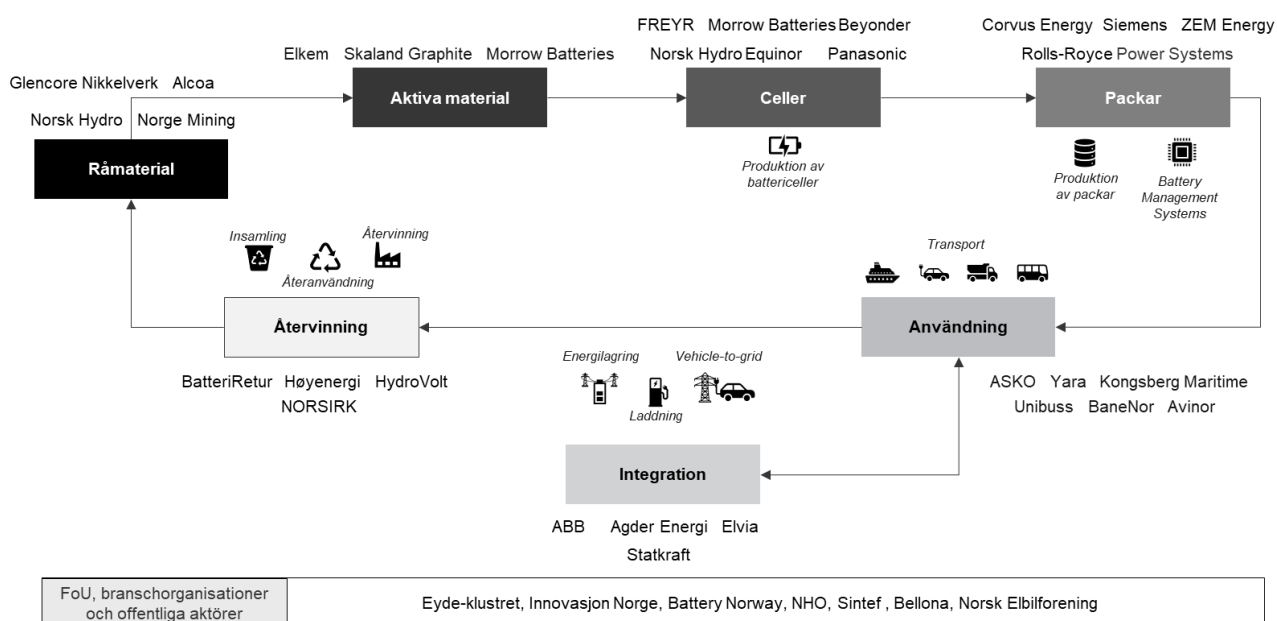 FREYR Morrow Batteries Beyonder
Norsk Hydro Equinor Panasonic
Corvus Energy Siemens ZEM Energy
Rolls-Royce Power Systems
Elkem Skaland Graphite Morrow Batteries
Glencore Nikkelverk Alcoa
Norsk Hydro Norge Mining
Råmaterial
Aktiva material
Celler
Packar
Produktion av
battericeller
Produktion
av packar
Battery
Management
Systems
Insamling
Återvinning
Återanvändning
Transport
Återvinning
Användning
BatteriRetur Høyenergi HydroVolt
NORSIRK
Energilagring
Vehicle-to-grid
Laddning
ASKO Yara Kongsberg Maritime
Unibuss BaneNor Avinor
Integration
ABB Agder Energi Elvia
Statkraft
FoU, branschorganisationer
och offentliga aktörer
Eyde-klustret, Innovasjon Norge, Battery Norway, NHO, Sintef , Bellona, Norsk Elbilforening